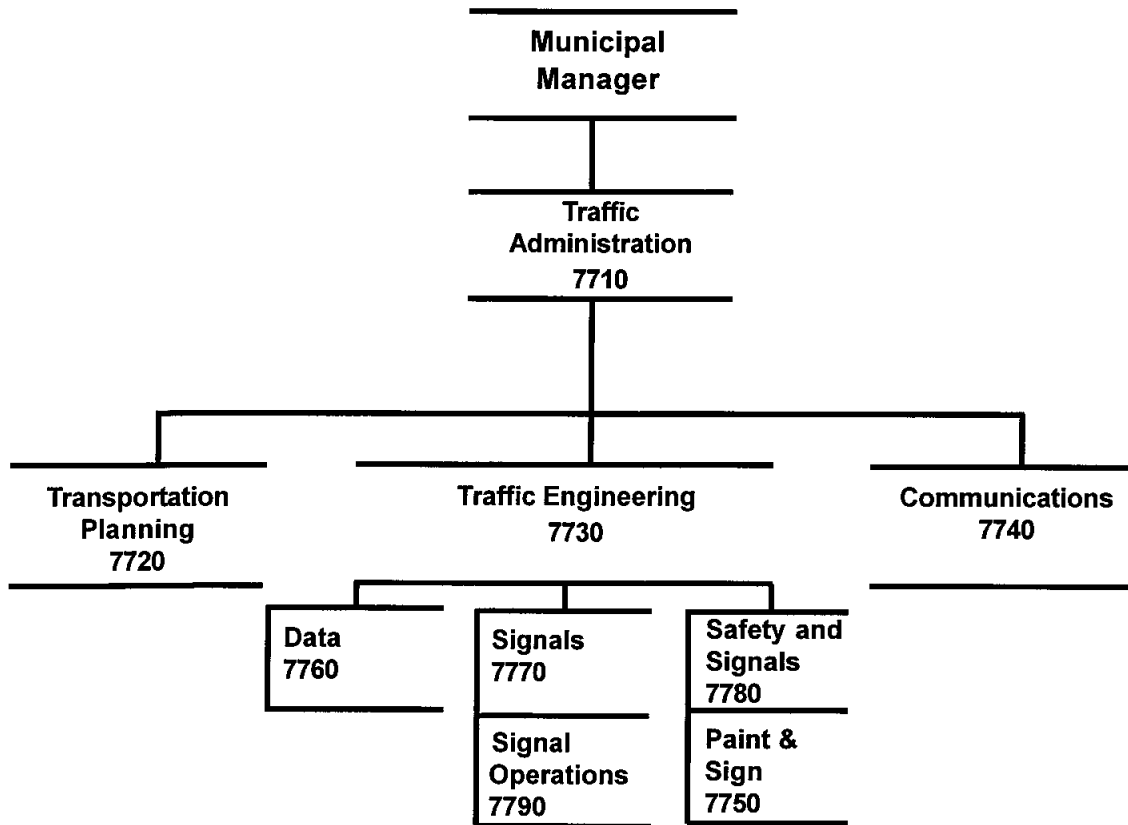 Municipal
Manager
Traffic
Administration
7710
Transportation
Planning
7720
Traffic Engineering
7730
Communications
7740
Data
7760
Signals
7770
Safety and
Signals
7780
Signal
Operations
7790
Paint &
Sign
7750